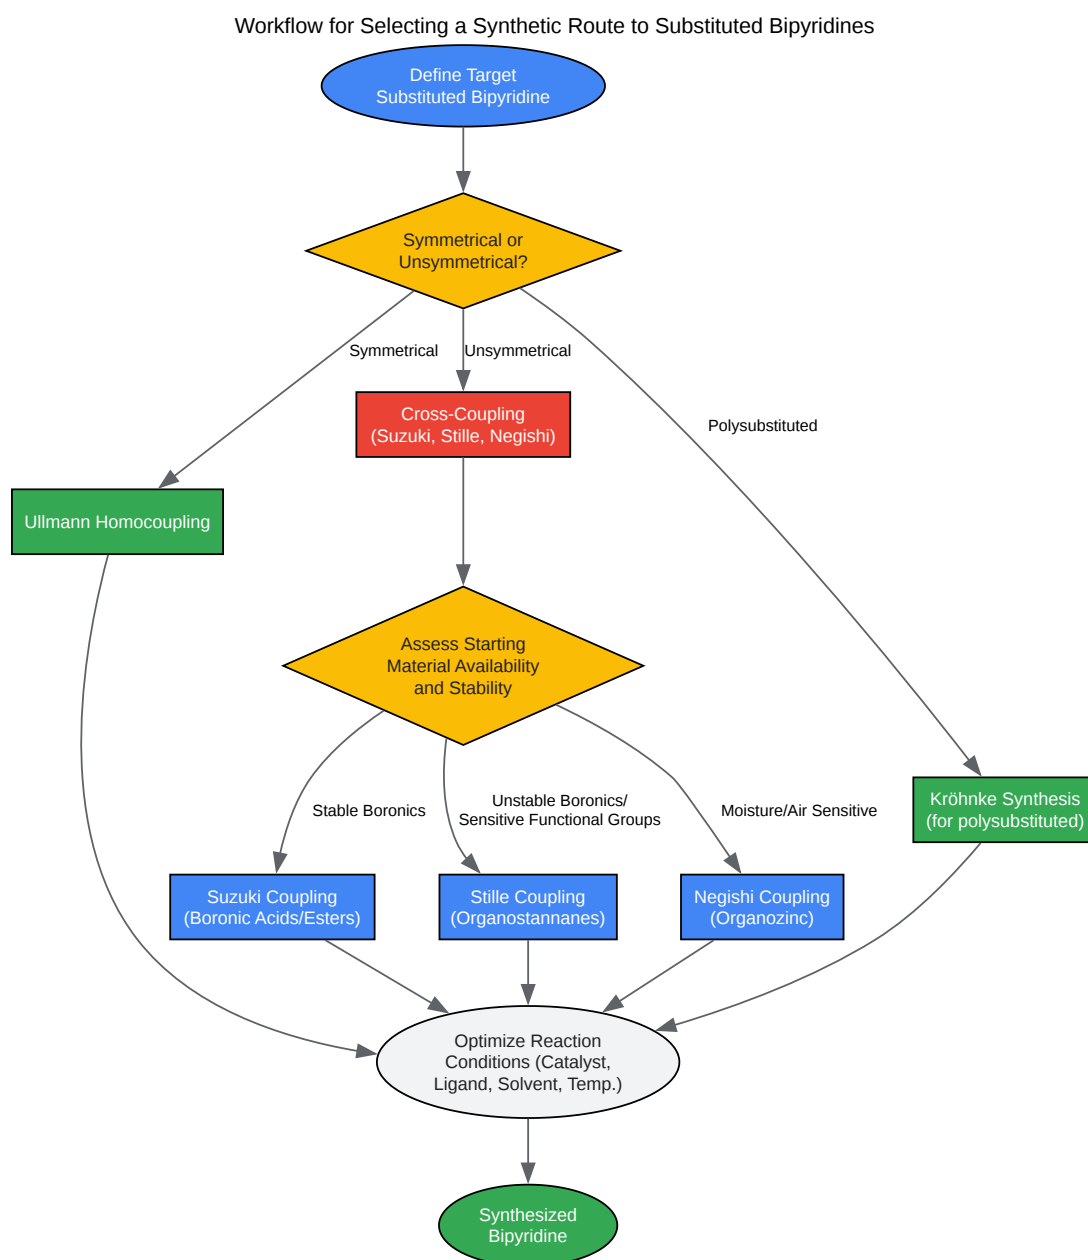 Workflow for Selecting a Synthetic Route to Substituted Bipyridines
Define Target
Substituted Bipyridine
Symmetrical or
Unsymmetrical?
Symmetrical
Unsymmetrical
Cross-Coupling
(Suzuki, Stille, Negishi)
Polysubstituted
Ullmann Homocoupling
Assess Starting
Material Availability
and Stability
Stable Boronics
Unstable Boronics/
Sensitive Functional Groups
Moisture/Air Sensitive
Kröhnke Synthesis
(for polysubstituted)
Suzuki Coupling
(Boronic Acids/Esters)
Stille Coupling
(Organostannanes)
Negishi Coupling
(Organozinc)
Optimize Reaction
Conditions (Catalyst,
Ligand, Solvent, Temp.)
Synthesized
Bipyridine